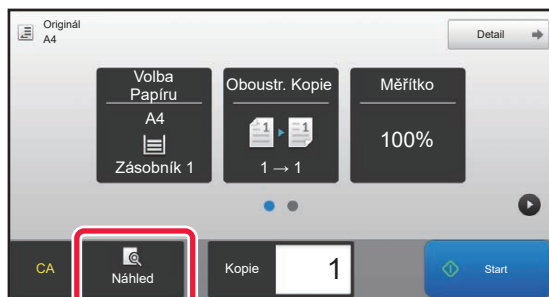 Originál
A4
Detail
Volba
Papíru
A4
Zásobník 1
Oboustr. Kopie
1
1
1 → 1
Měřítko
100%
CA
Náhled
Kopie
1
Start